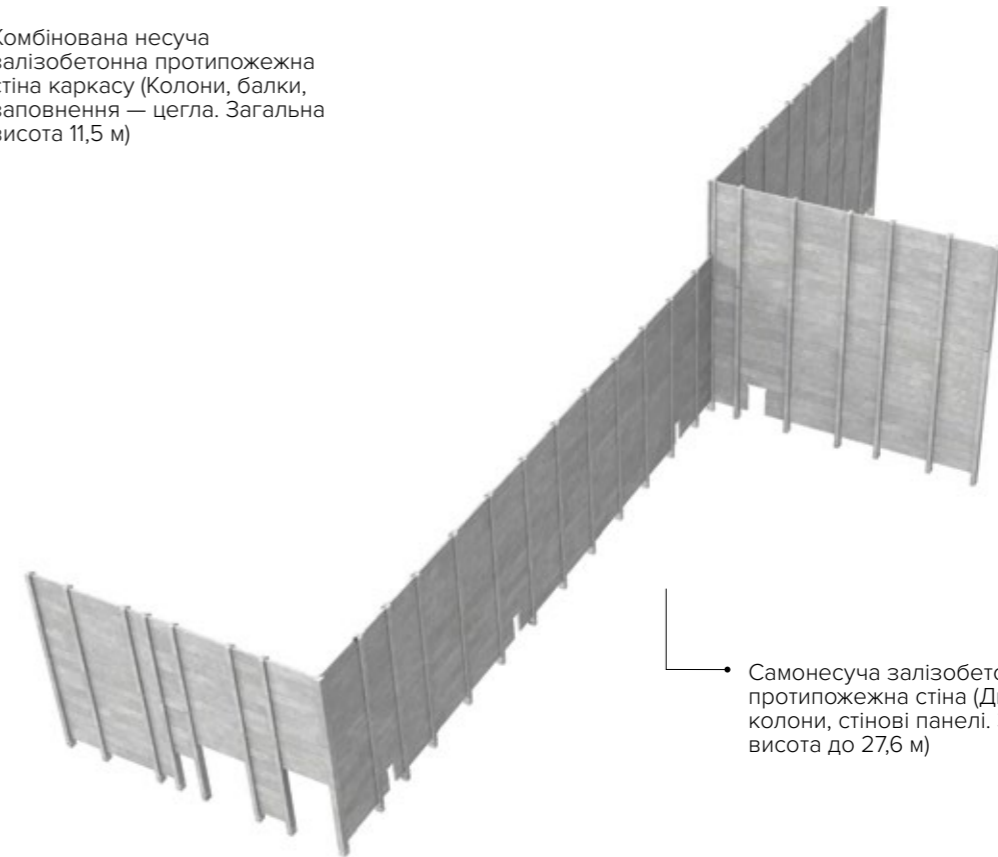 Комбінована несуча
залізобетонна протипожежна
стіна каркасу (Колони, балки,
заповнення — цегла. Загальна
висота 11,5 м)
Самонесуча
протипожежна стіна
колони, стінові панелі.
висота до 27,6 м)